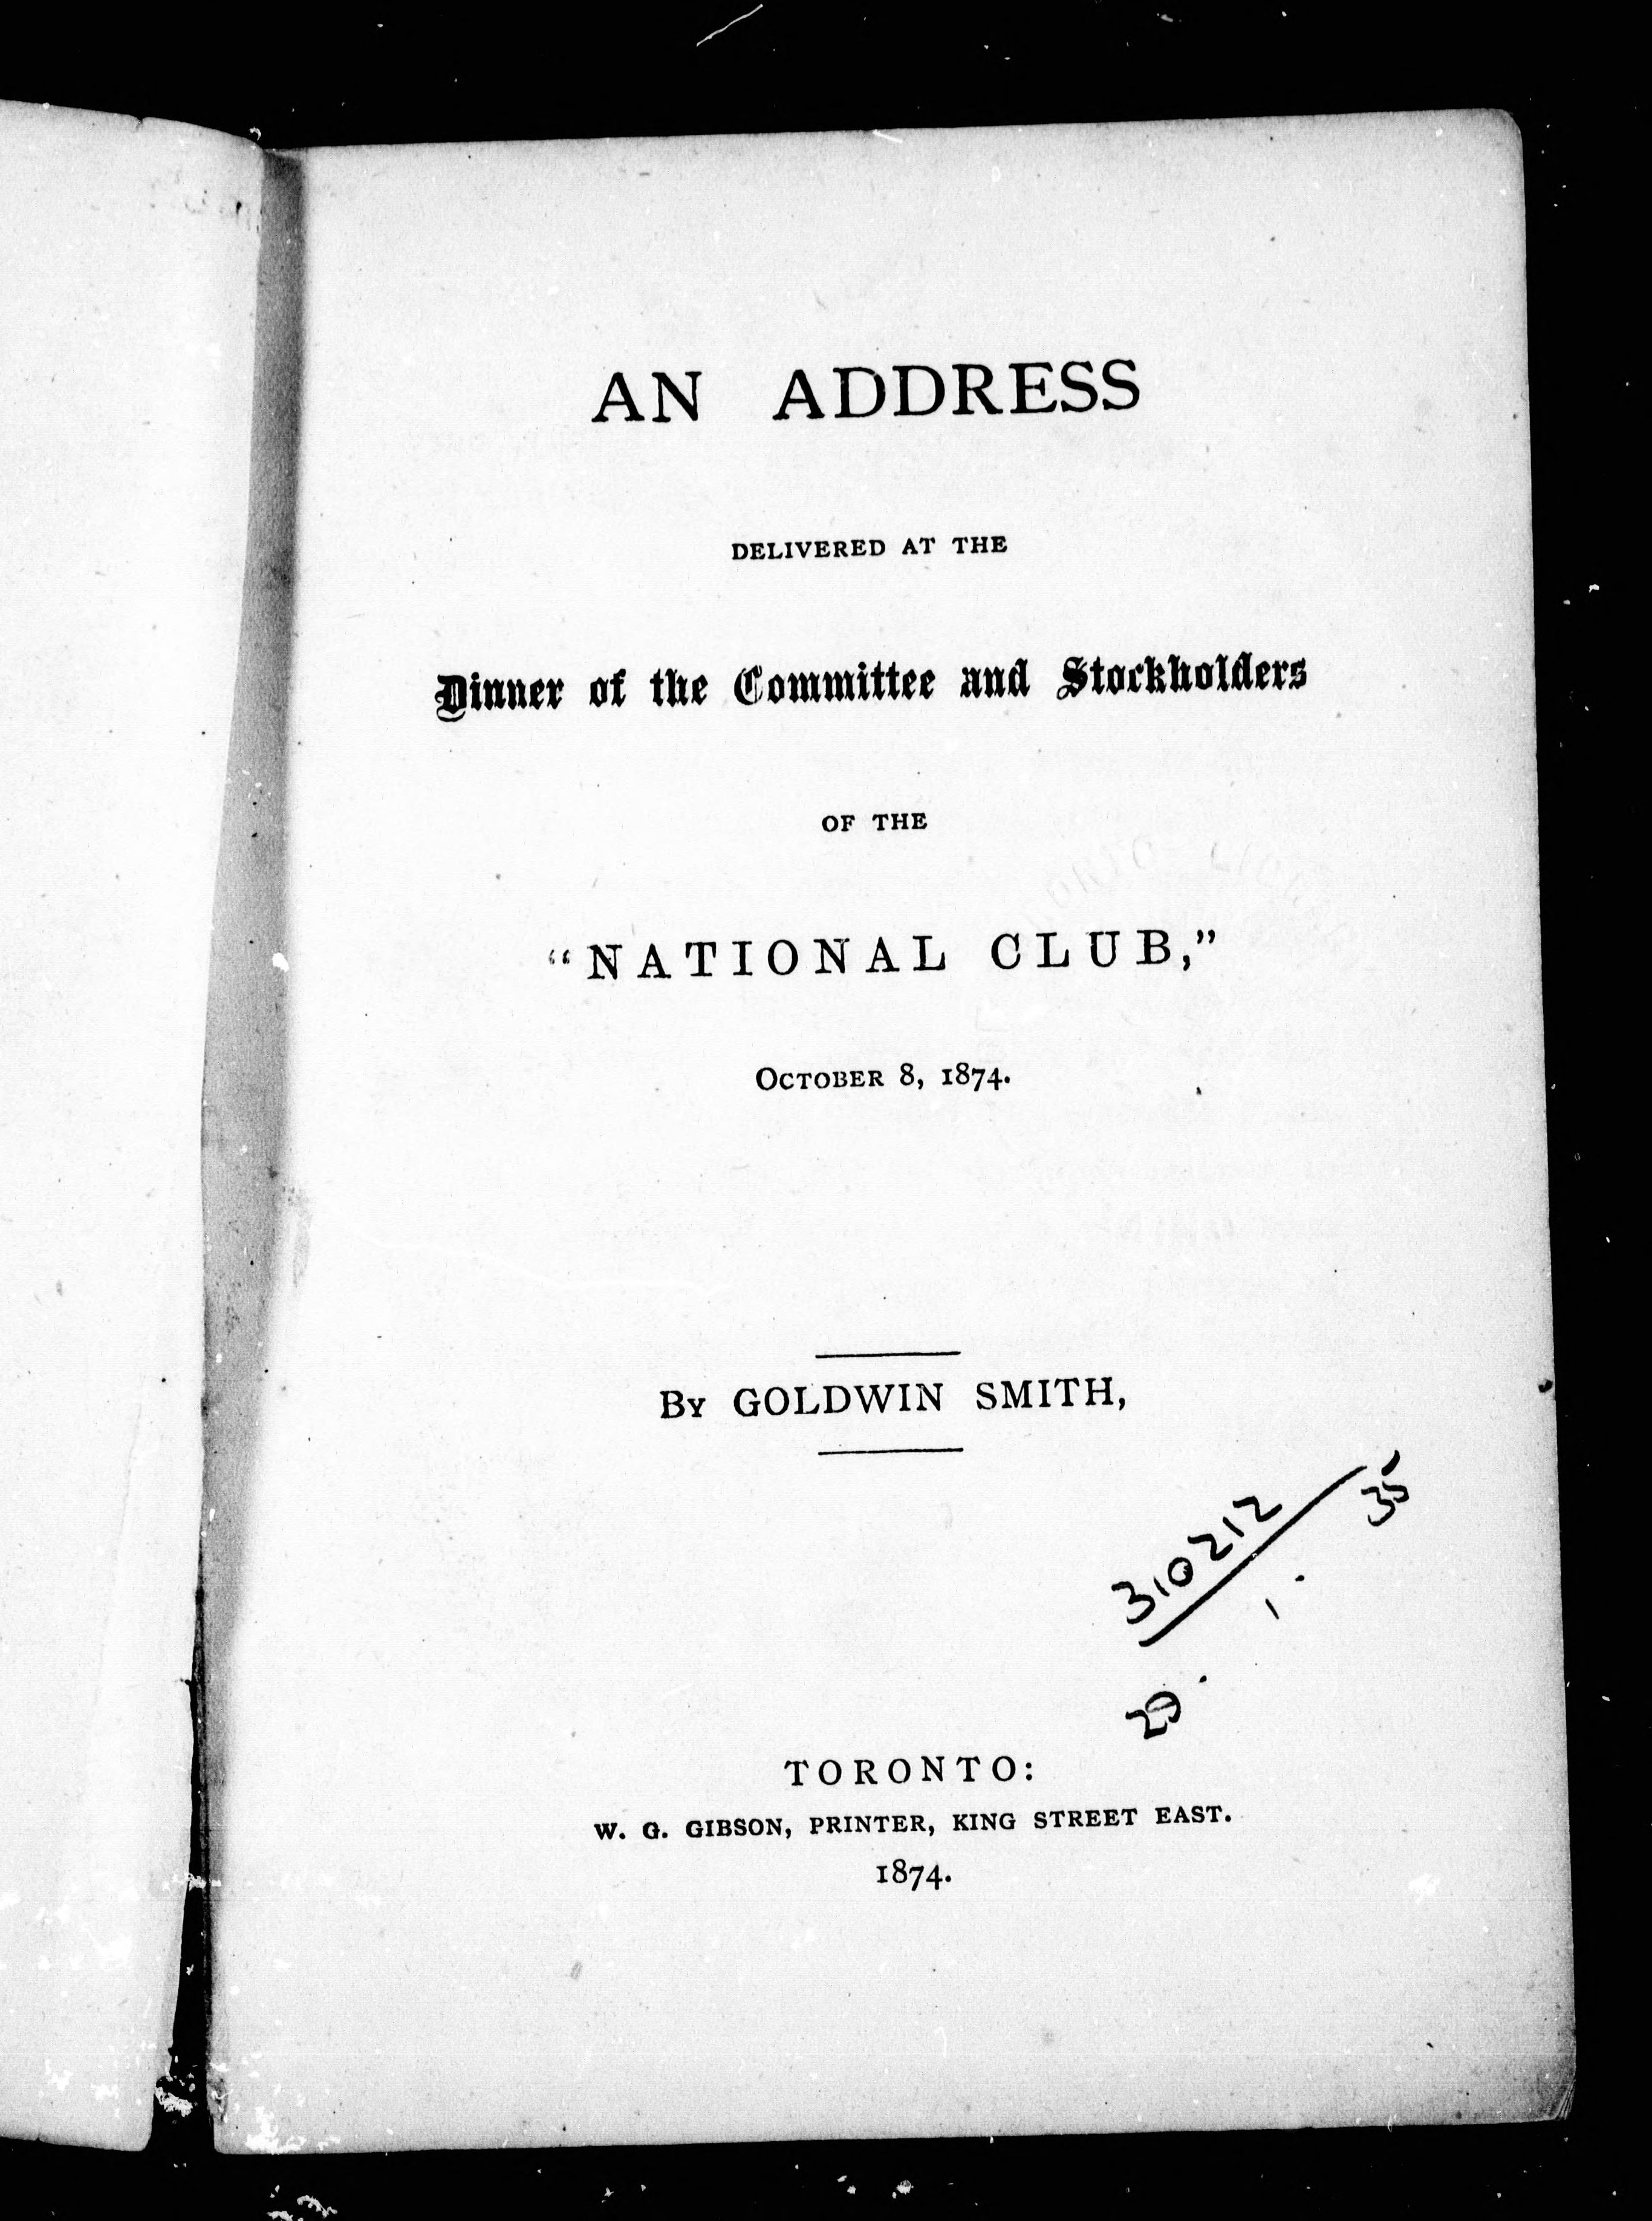 AN ADDRESS
DELIVERED AT THE
Dinner of the Committee and Stockholders
OF THE
"NATIONAL CLUB,"
OCTOBER 8, 1874.
By GOLDWIN SMITH,
310212
35
29.
1.
TORONTO:
W. G. GIBSON, PRINTER, KING STREET EAST.
1874.